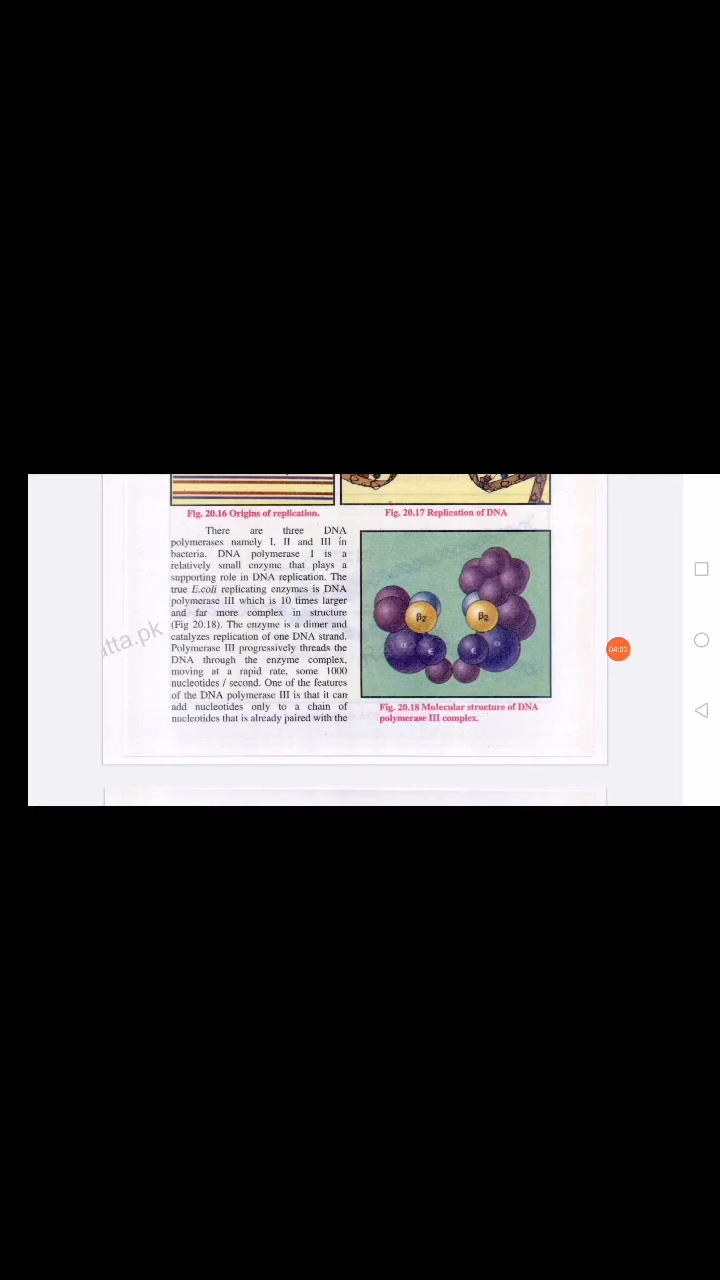 Fig. 20.16 Origins of replication.
Fig. 20.17 Replication of DNA
There are three DNA
polymerases namely I, II and III in
bacteria. DNA polymerase I is a
relatively small enzyme that plays a
supporting role in DNA replication. The
true E.coli replicating enzymes is DNA
polymerase III which is 10 times larger
and far more complex in structure
(Fig 20.18). The enzyme is a dimer and
catalyzes replication of one DNA strand.
Polymerase III progressively threads the
DNA through the enzyme complex,
moving at a rapid rate, some 1000
nucleotides / second. One of the features
of the DNA polymerase III is that it can
add nucleotides only to a chain of
nucleotides that is already paired with the
β2
β2
α
ε
ε
α
Fig. 20.18 Molecular structure of DNA
polymerase III complex.
atta.pk
04:02